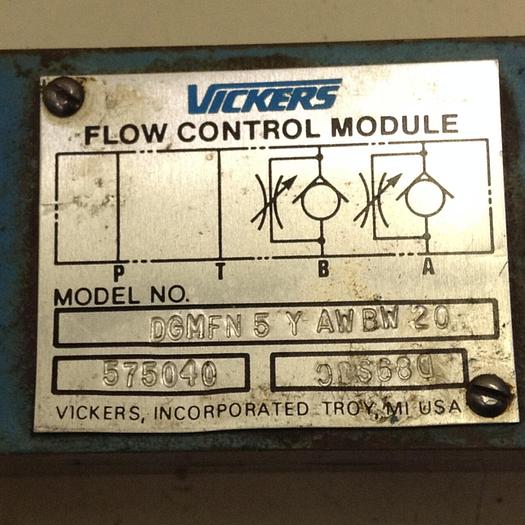 VICKERS
FLOW CONTROL MODULE
P T B A
MODEL NO.
DGMFN 5 Y AW BW 20
575040
VICKERS, INCORPORATED TROY, MI USA